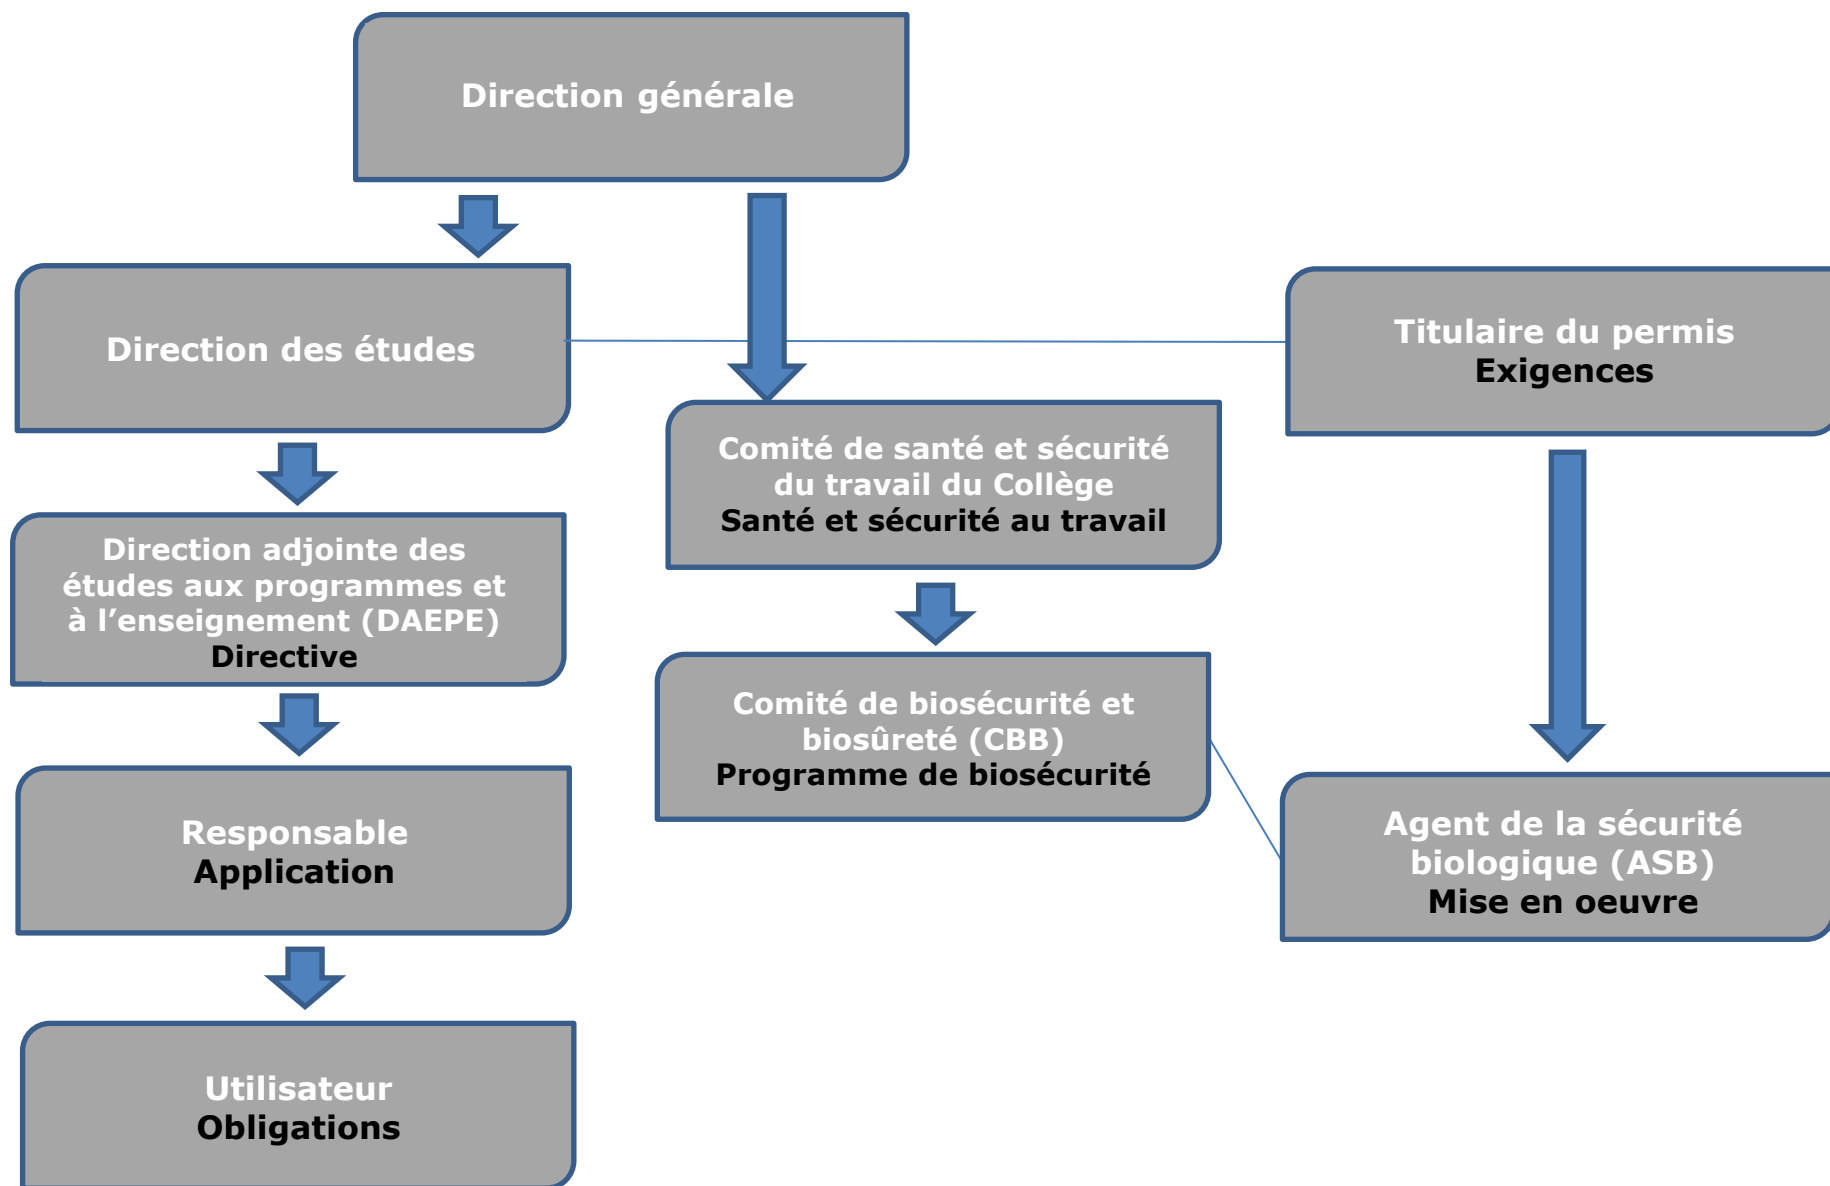 Direction générale
Direction des études
Titulaire du permis
Exigences
Comité de santé et sécurité
du travail du Collège
Santé et sécurité au travail
Direction adjointe des
études aux programmes et
à l’enseignement (DAEPE)
Directive
Comité de biosécurité et
biosûreté (CBB)
Programme de biosécurité
Responsable
Application
Agent de la sécurité
biologique (ASB)
Mise en oeuvre
Utilisateur
Obligations